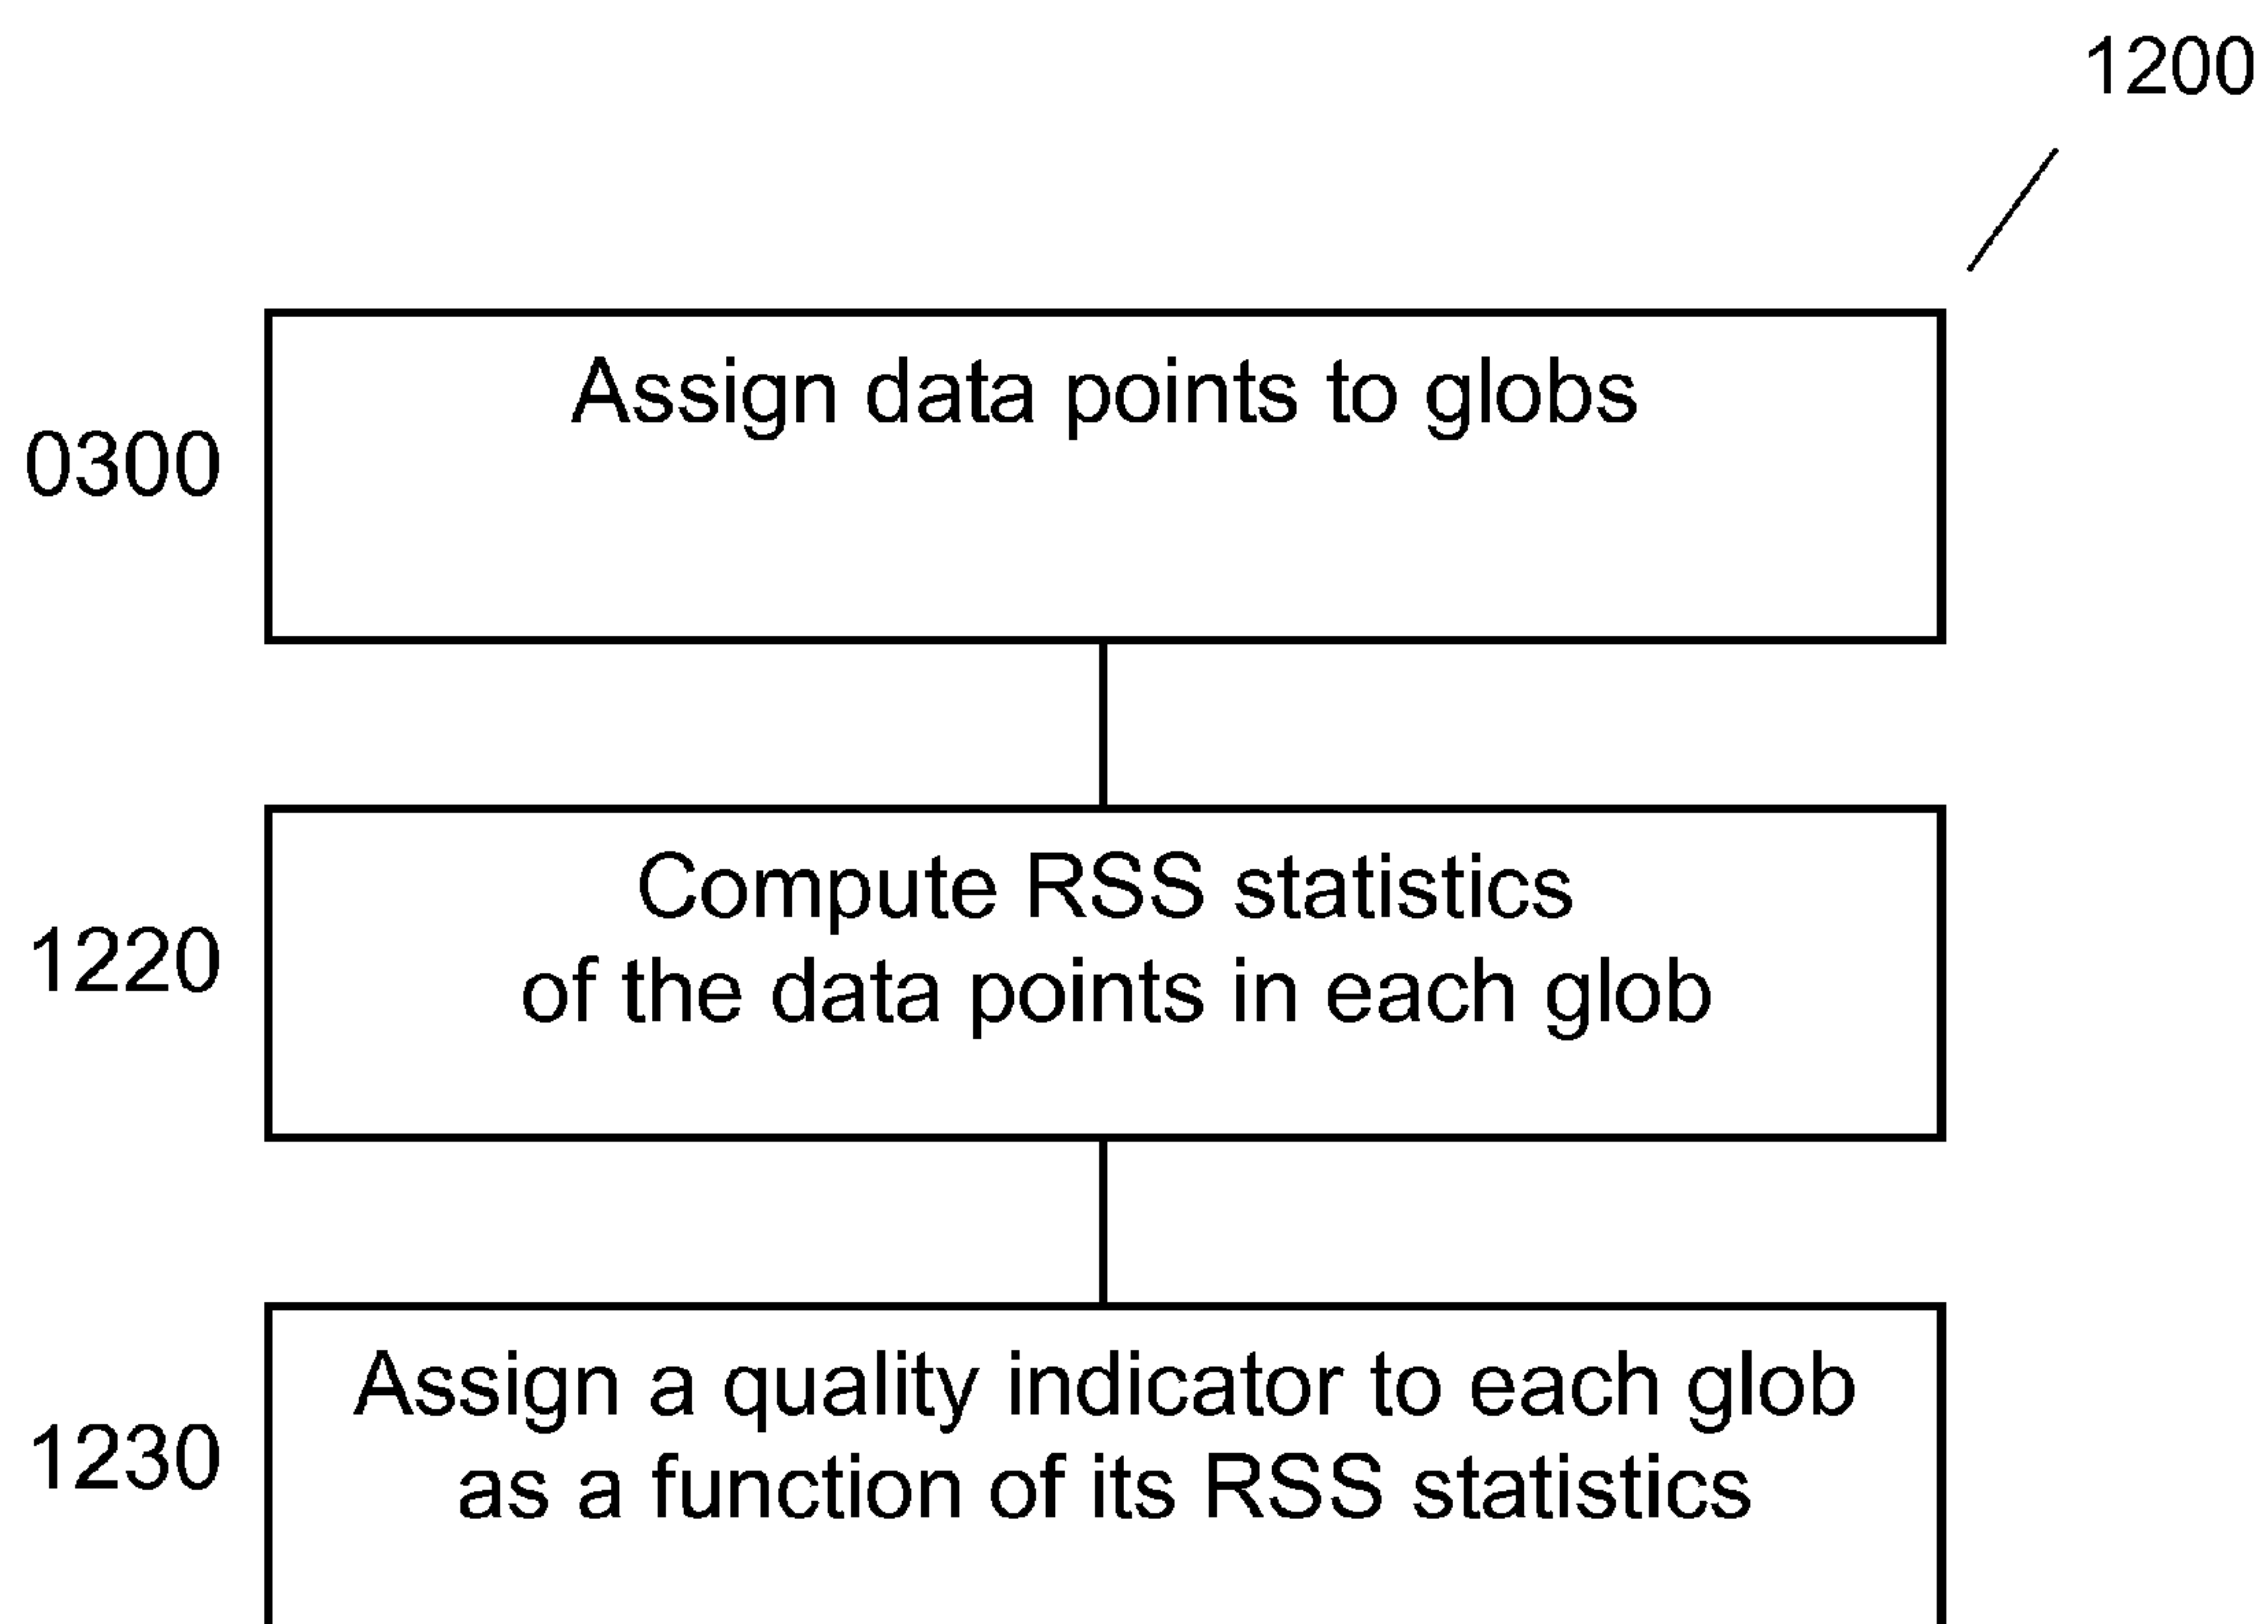 1200
Assign data points to globs
0300
Compute RSS statistics
of the data points in each glob
1220
Assign a quality indicator to each glob
as a function of its RSS statistics
1230